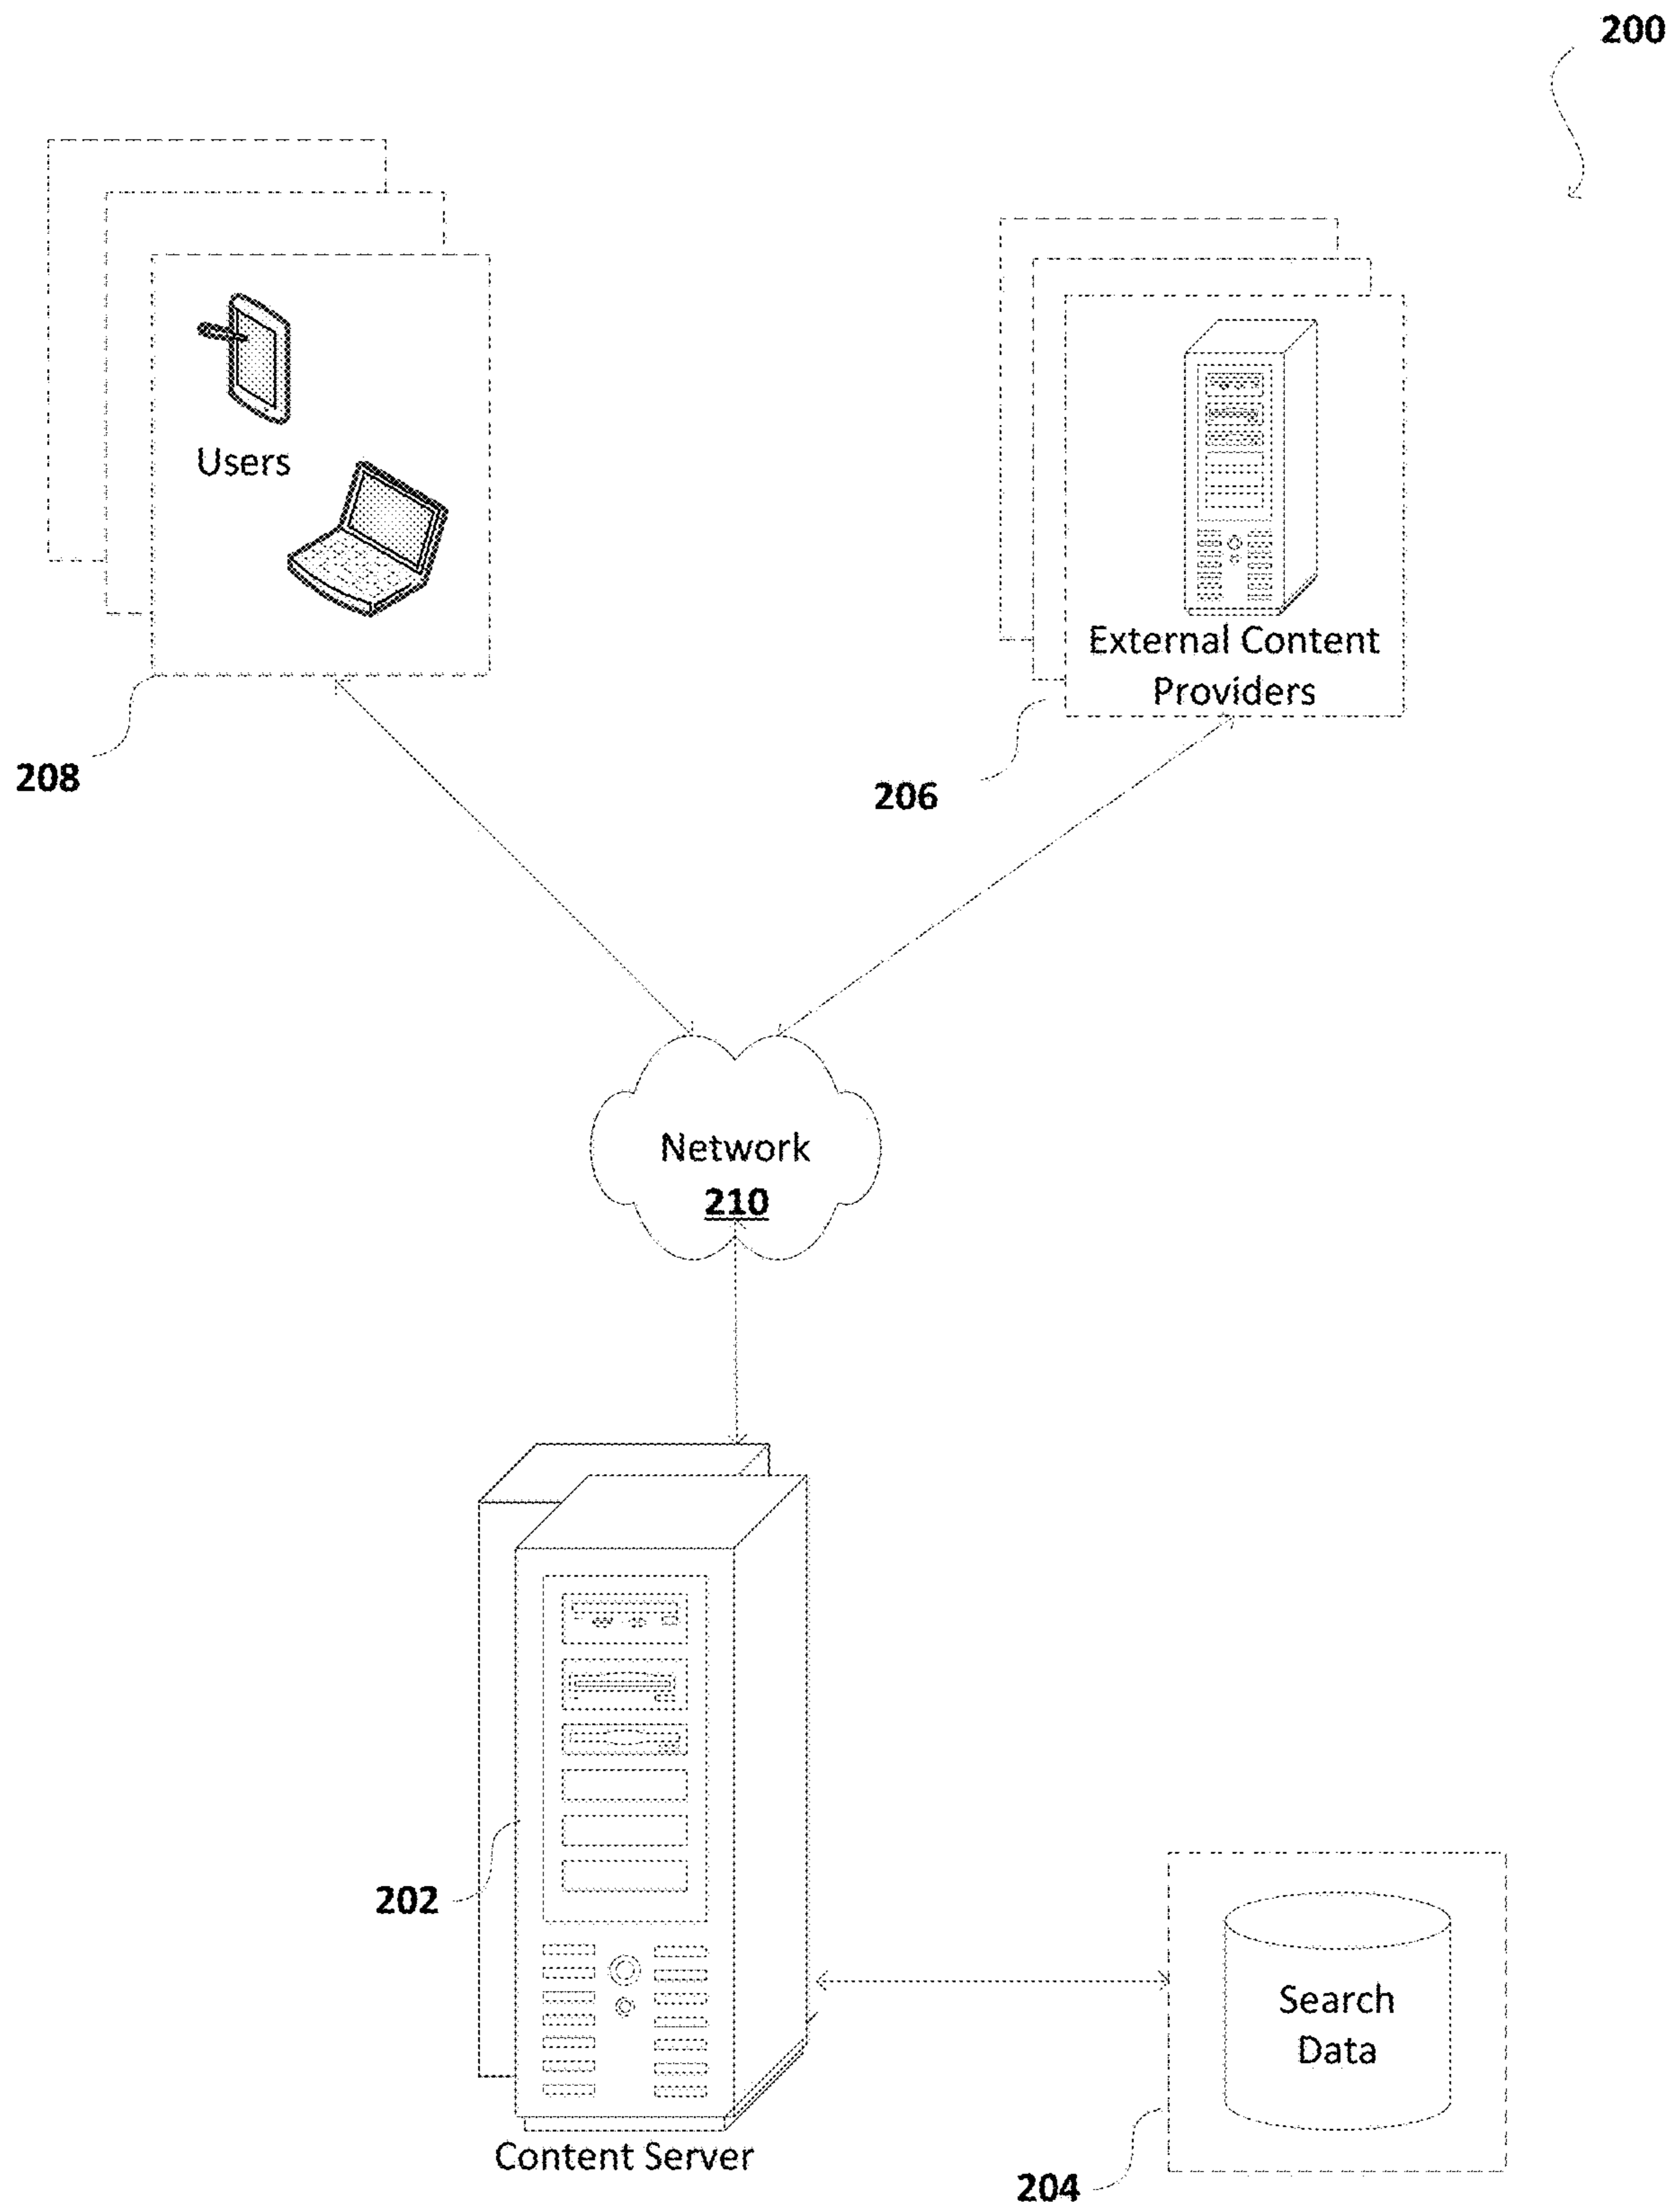 200
Users
External Content
Providers
208
206
Network
210
202
Search
Data
Content Server
204